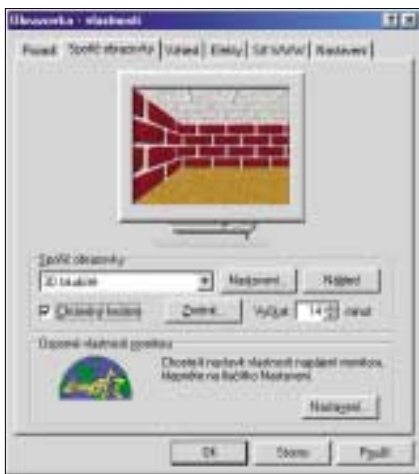 Obrazovka - vlastnosti
Pozadí Spořič obrazovky Vzhled Efekty Síť WWW Nastavení
Spořič obrazovky
3D bludiště Nastavení... Náhled
Chráněný heslem Změnit... Vyčkat: 14 minut
Úsporné vlastnosti monitoru
Chcete-li nastavit vlastnosti napájení monitoru,
klepněte na tlačítko Nastavení.
Nastavení...
OK Storno Použít